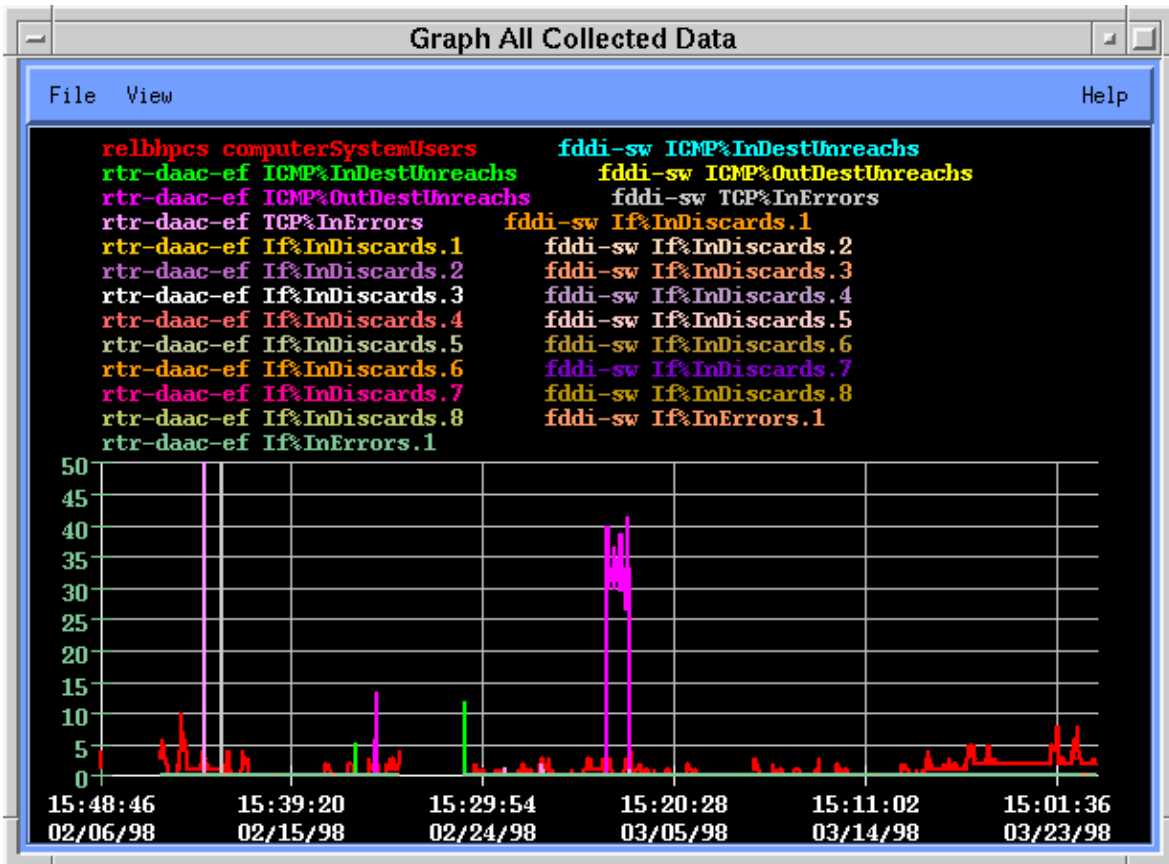 Graph All Collected Data
File View Help
relbhpcs computerSystemUsers fddi-sw ICMP%InDestUnreachs
rtr-daac-ef ICMP%InDestUnreachs fddi-sw ICMP%OutDestUnreachs
rtr-daac-ef ICMP%OutDestUnreachs fddi-sw TCP%InErrors
rtr-daac-ef TCP%InErrors fddi-sw If%InDiscards.1
rtr-daac-ef If%InDiscards.1 fddi-sw If%InDiscards.2
rtr-daac-ef If%InDiscards.2 fddi-sw If%InDiscards.3
rtr-daac-ef If%InDiscards.3 fddi-sw If%InDiscards.4
rtr-daac-ef If%InDiscards.4 fddi-sw If%InDiscards.5
rtr-daac-ef If%InDiscards.5 fddi-sw If%InDiscards.6
rtr-daac-ef If%InDiscards.6 fddi-sw If%InDiscards.7
rtr-daac-ef If%InDiscards.7 fddi-sw If%InDiscards.8
rtr-daac-ef If%InDiscards.8 fddi-sw If%InErrors.1
rtr-daac-ef If%InErrors.1
50
45
40
35
30
25
20
15
10
5
0
15:48:46 15:39:20 15:29:54 15:20:28 15:11:02 15:01:36
02/06/98 02/15/98 02/24/98 03/05/98 03/14/98 03/23/98